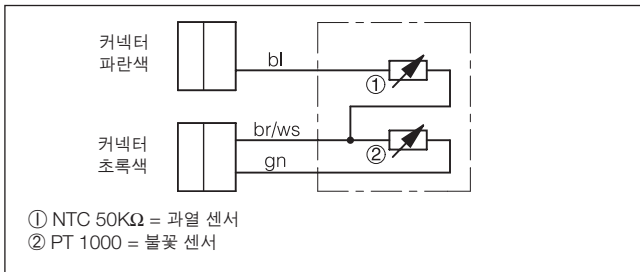 커넥터
파란색
bl
①
커넥터
초록색
br/ws
gn
②
① NTC 50KΩ = 과열 센서
② PT 1000 = 불꽃 센서